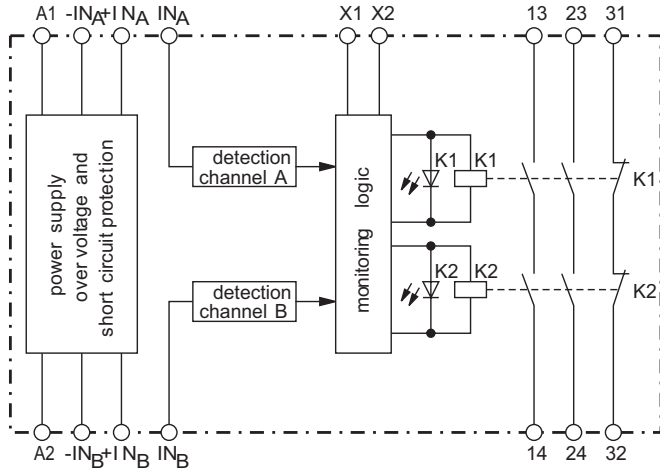 A1 -INA +INA INA X1 X2 13 23 31
power supply
over voltage and
short circuit protection
detection
channel A
monitoring logic
K1 K1
K1
detection
channel B
K2 K2
K2
A2 -INB +INB INB 14 24 32